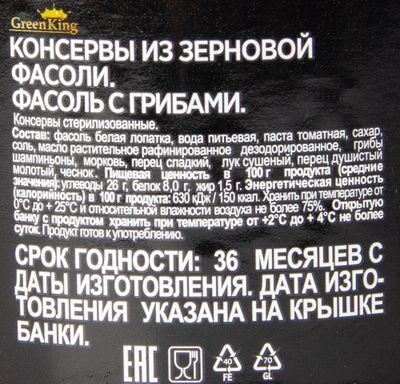 GreenKing
КОНСЕРВЫ ИЗ ЗЕРНОВОЙ
ФАСОЛИ.
ФАСОЛЬ С ГРИБАМИ.
Консервы стерилизованные.
Состав: фасоль белая лопатка, вода питьевая, паста томатная, сахар,
соль, масло растительное рафинированное дезодорированное, грибы
шампиньоны, морковь, перец сладкий, лук сушеный, перец душистый
молотый, чеснок. Пищевая ценность в 100 г продукта (средние
значения): углеводы 26 г, белок 8,0 г, жир 1,5 г. Энергетическая ценность
(калорийность) в 100 г продукта: 630 кДж/150 ккал. Хранить при температуре от
0°С до +25°С и относительной влажности воздуха не более 75%. Открытую
банку с продуктом хранить при температуре от +2°С до +4°С не более
суток. Продукт готов к употреблению.
СРОК ГОДНОСТИ: 36 МЕСЯЦЕВ С
ДАТЫ ИЗГОТОВЛЕНИЯ. ДАТА ИЗГО-
ТОВЛЕНИЯ УКАЗАНА НА КРЫШКЕ
БАНКИ.
EAC 40 70
FE GL